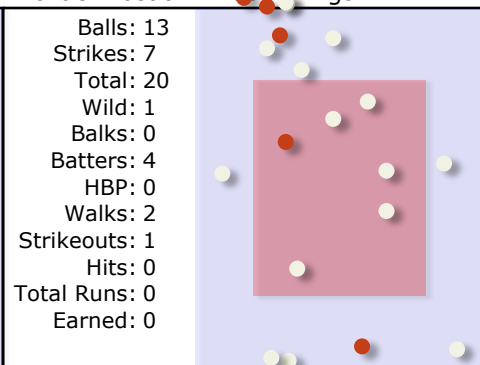 Balls: 13
Strikes: 7
Total: 20
Wild: 1
Balks: 0
Batters: 4
HBP: 0
Walks: 2
Strikeouts: 1
Hits: 0
Total Runs: 0
Earned: 0